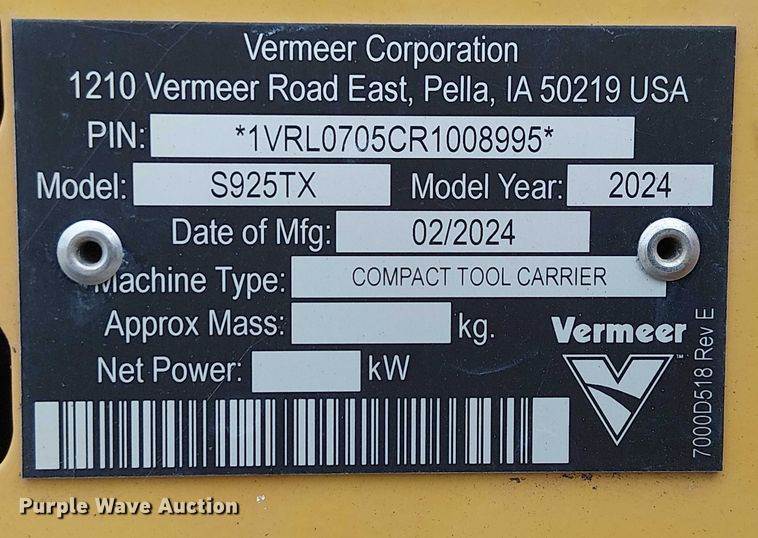 Vermeer Corporation
1210 Vermeer Road East, Pella, IA 50219 USA
PIN: *1VRL0705CR1008995*
Model: S925TX Model Year: 2024
Date of Mfg: 02/2024
Machine Type: COMPACT TOOL CARRIER
Approx Mass: kg.
Net Power: kW
Vermeer
TM
7000D518 Rev E
Purple Wave Auction